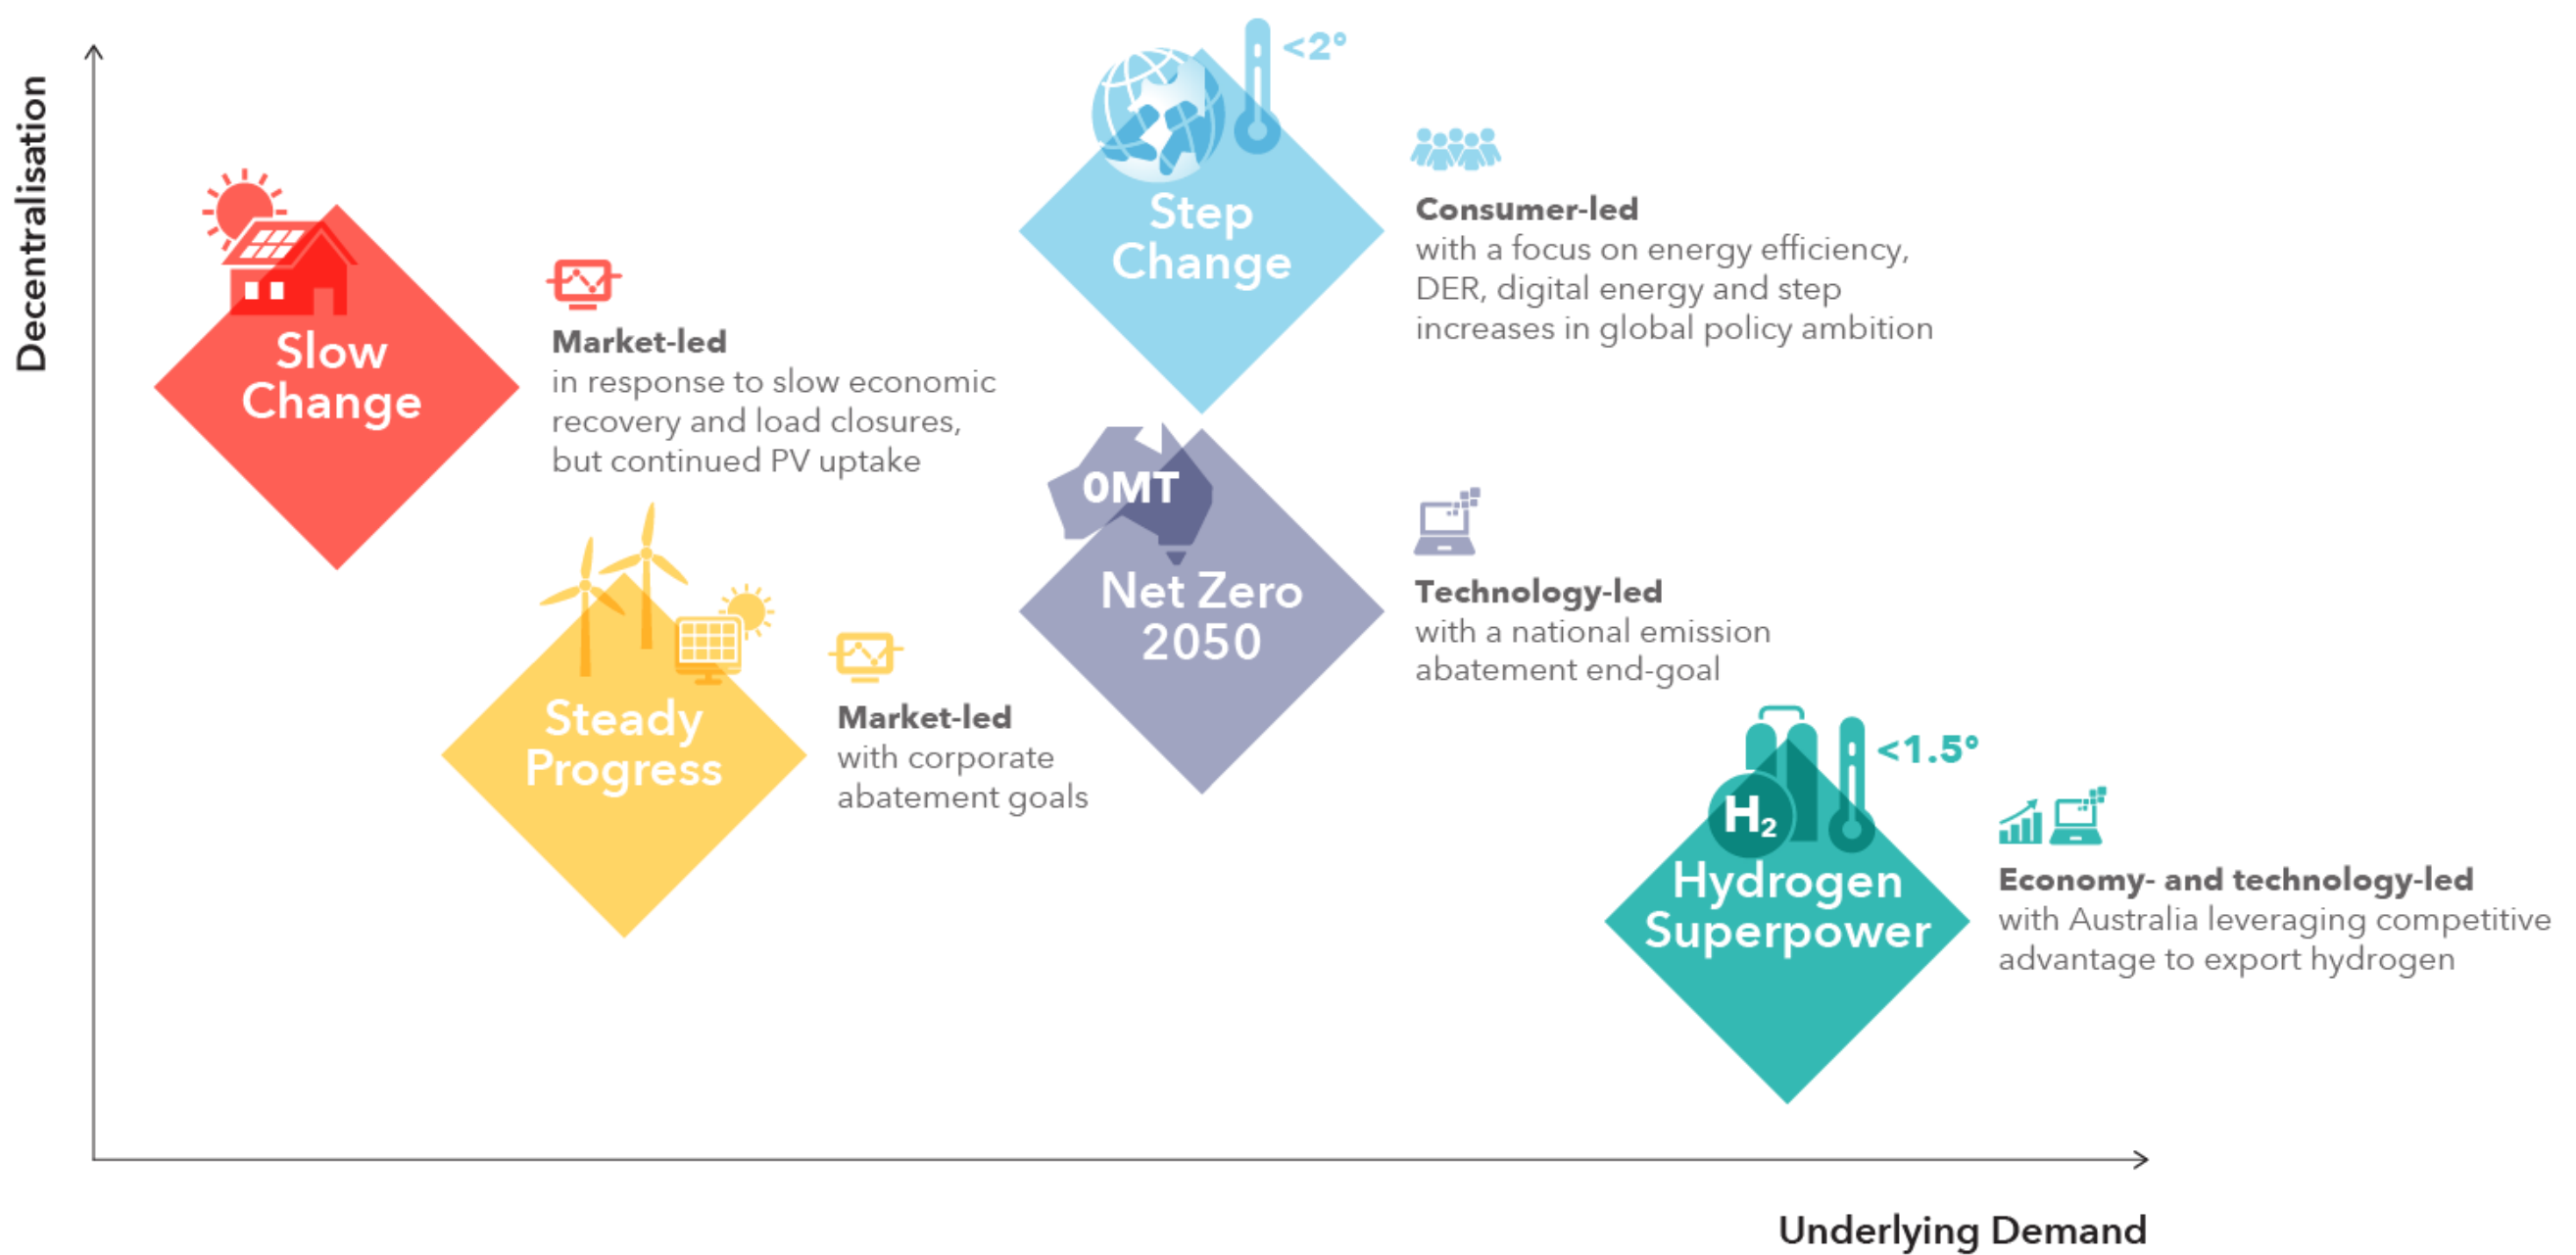 Decentralisation
Slow
Change
Market-led
in response to slow economic
recovery and load closures,
but continued PV uptake
<2°
Step
Change
Consumer-led
with a focus on energy efficiency,
DER, digital energy and step
increases in global policy ambition
Steady
Progress
Market-led
with corporate
abatement goals
0MT
Net Zero
2050
Technology-led
with a national emission
abatement end-goal
<1.5°
H₂
Hydrogen
Superpower
Economy- and technology-led
with Australia leveraging competitive
advantage to export hydrogen
Underlying Demand